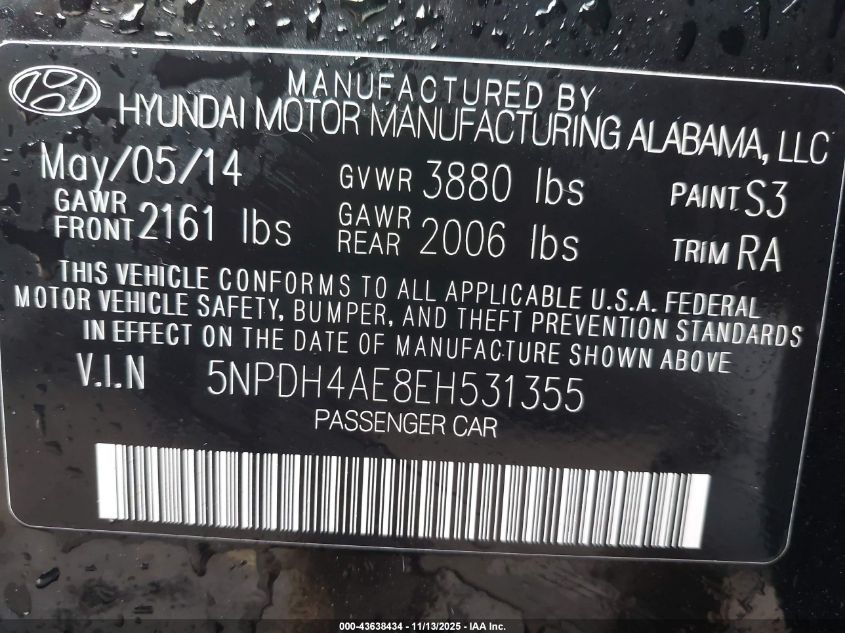 MANUFACTURED BY
HYUNDAI MOTOR MANUFACTURING ALABAMA, LLC
May/05/14 GVWR 3880 lbs PAINT S3
GAWR FRONT 2161 lbs GAWR REAR 2006 lbs TRIM RA
THIS VEHICLE CONFORMS TO ALL APPLICABLE U.S.A. FEDERAL
MOTOR VEHICLE SAFETY, BUMPER, AND THEFT PREVENTION STANDARDS
IN EFFECT ON THE DATE OF MANUFACTURE SHOWN ABOVE
V.I.N 5NPDH4AE8EH531355
PASSENGER CAR
000-43638434 - 11/13/2025 - IAA Inc.